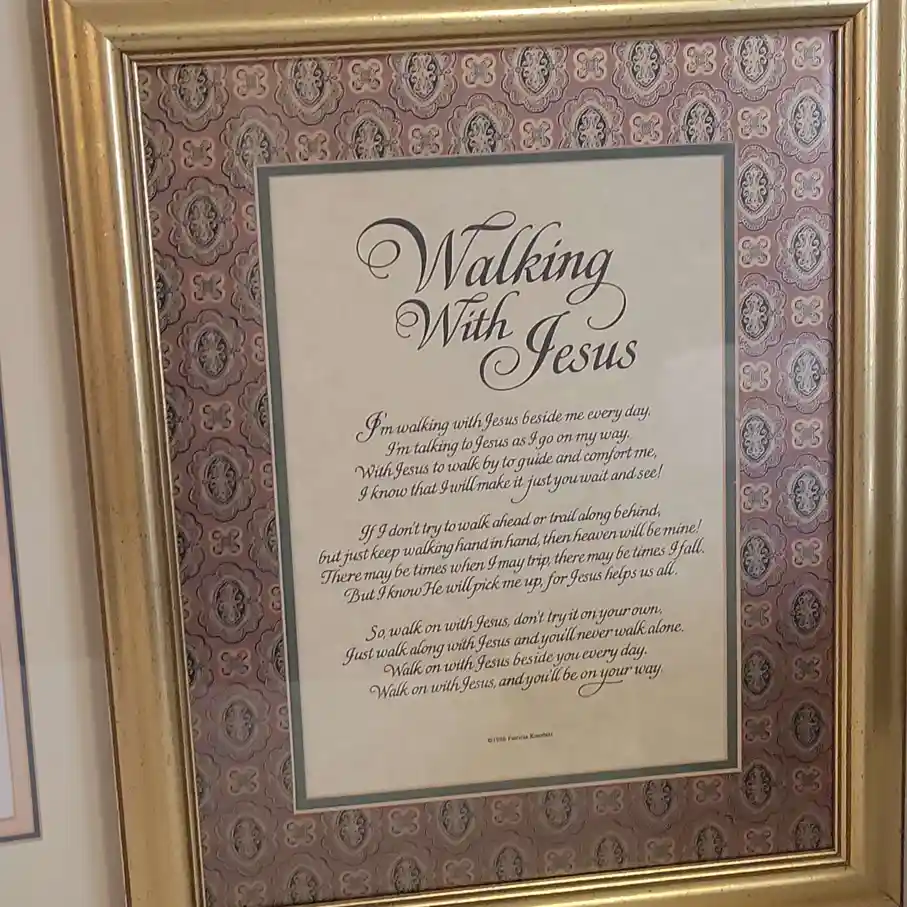 Walking
With
Jesus
I'm walking with Jesus beside me every day.
I'm talking to Jesus as I go on my way.
With Jesus to walk by to guide and comfort me,
I know that I will make it just you wait and see!
If I don't try to walk ahead or trail along behind,
but just keep walking hand in hand, then heaven will be mine!
There may be times when I may trip, there may be times I fall.
But I know He will pick me up, for Jesus helps us all.
So, walk on with Jesus, don't try it on your own,
Just walk along with Jesus and you'll never walk alone.
Walk on with Jesus beside you every day.
Walk on with Jesus, and you'll be on your way.